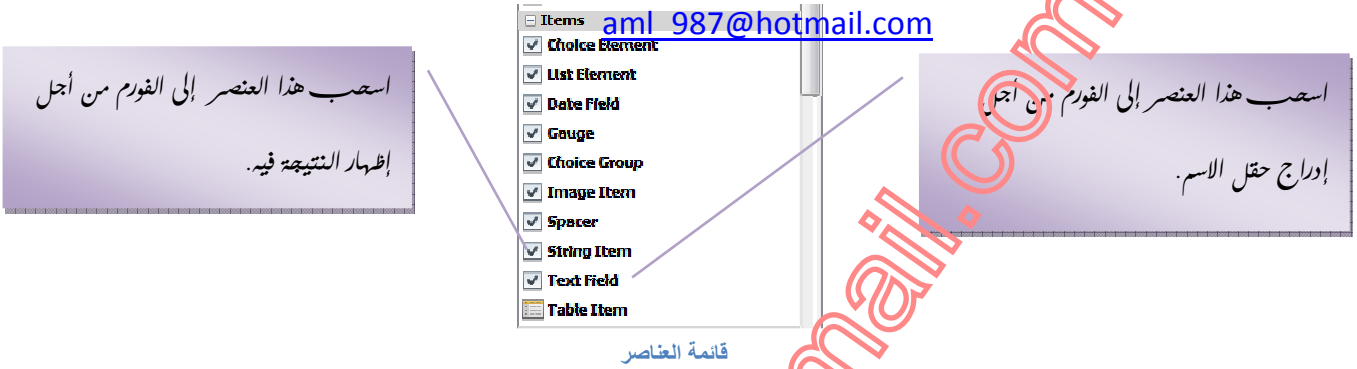 aml_987@hotmail.com
Items
Choice Element
List Element
Date Field
Gauge
Choice Group
Image Item
Spacer
String Item
Text Field
Table Item
اسحب هذا العنصر إلى الفورم من أجل
إدراج حقل الاسم.
اسحب هذا العنصر إلى الفورم من أجل
إظهار النتيجة فيه.
قائمة العناصر
mail.com